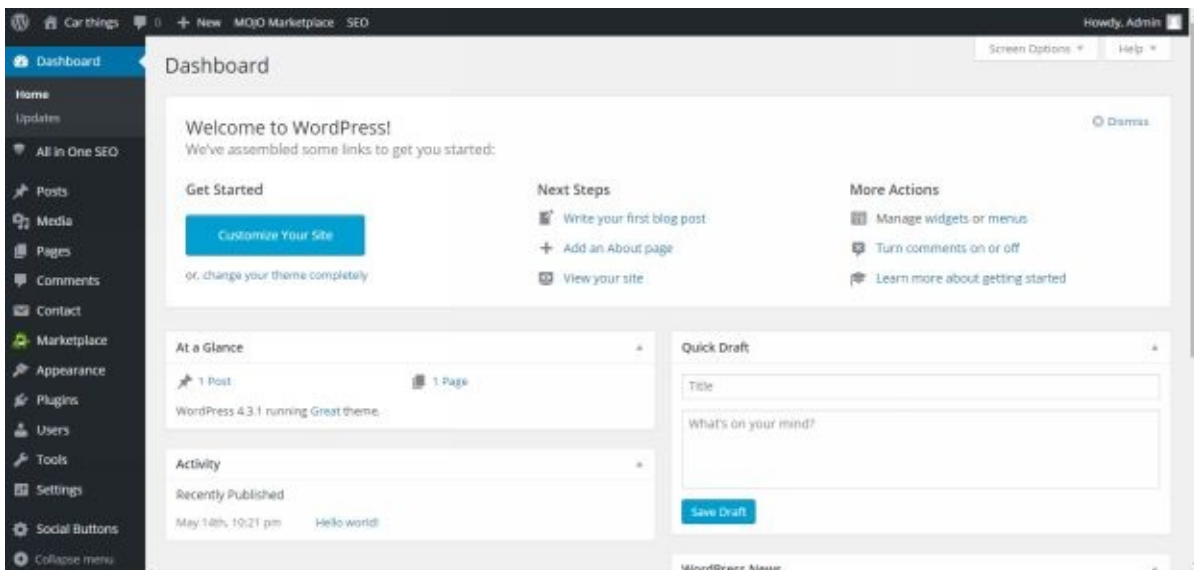 Car things 0 + New MOJO Marketplace SEO Howdy, Admin
Screen Options Help
Dashboard
Home
Updates
All in One SEO
Posts
Media
Pages
Comments
Contact
Marketplace
Appearance
Plugins
Users
Tools
Settings
Social Buttons
Collapse menu
Dashboard
Welcome to WordPress!
Dismiss
We've assembled some links to get you started:
Get Started
Customize Your Site
or, change your theme completely
Next Steps
Write your first blog post
Add an About page
View your site
More Actions
Manage widgets or menus
Turn comments on or off
Learn more about getting started
At a Glance
1 Post 1 Page
WordPress 4.3.1 running Great theme.
Activity
Recently Published
May 14th, 10:21 pm Hello world!
Quick Draft
Title
What's on your mind?
Save Draft
WordPress News